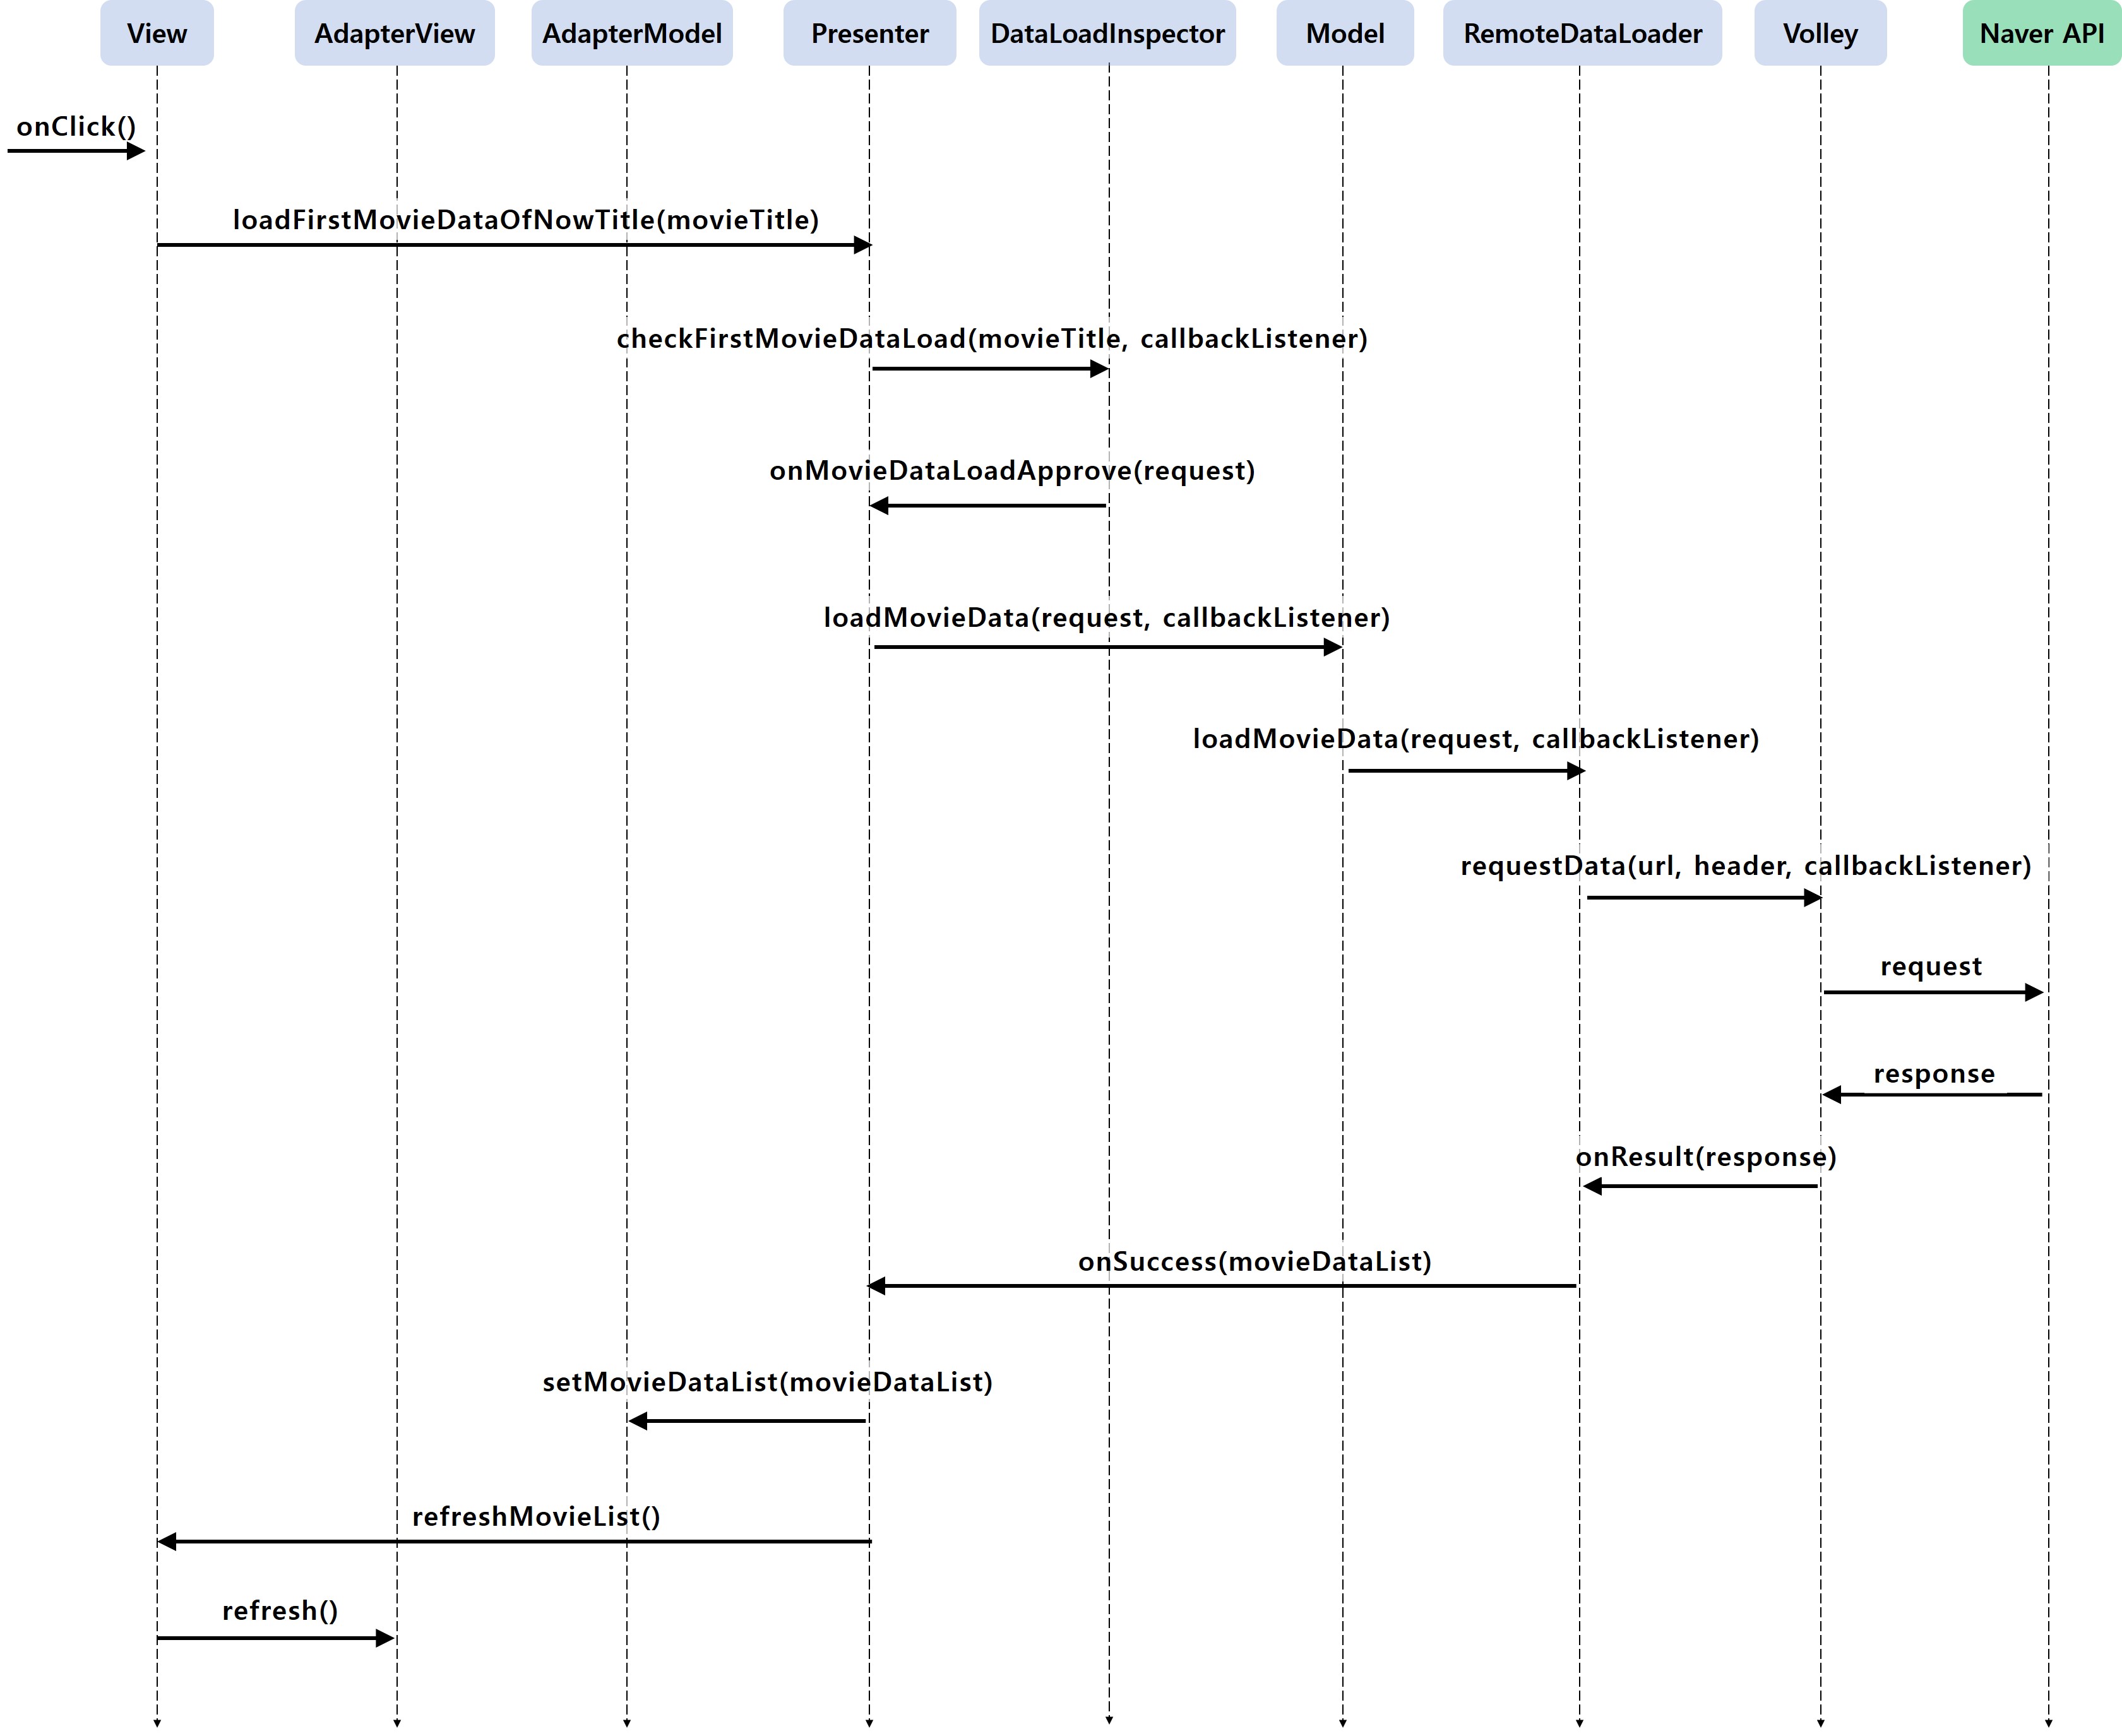 View
AdapterView
AdapterModel
Presenter
DataLoadInspector
Model
RemoteDataLoader
Volley
Naver API
onClick()
loadFirstMovieDataOfNowTitle(movieTitle)
checkFirstMovieDataLoad(movieTitle, callbackListener)
onMovieDataLoadApprove(request)
loadMovieData(request, callbackListener)
loadMovieData(request, callbackListener)
requestData(url, header, callbackListener)
request
response
onResult(response)
onSuccess(movieDataList)
setMovieDataList(movieDataList)
refreshMovieList()
refresh()